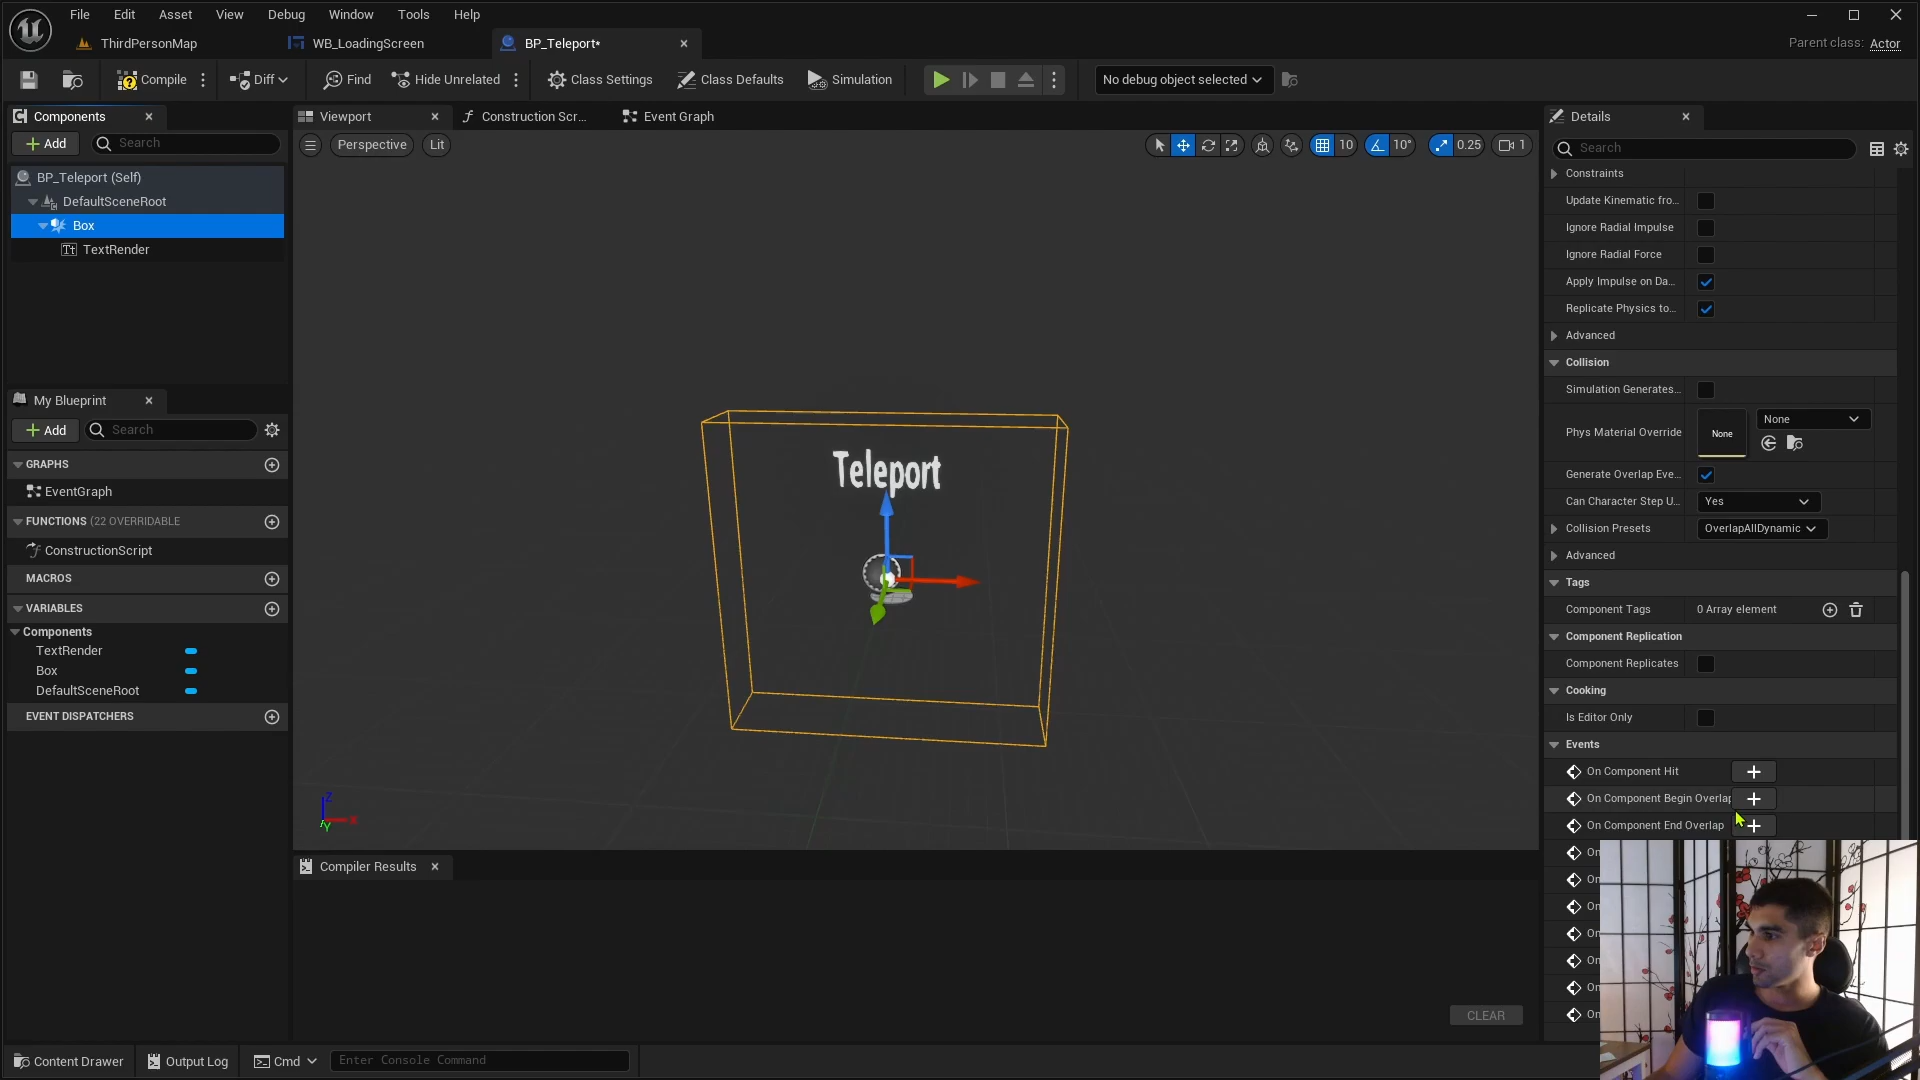 File Edit Asset View Debug Window Tools Help
ThirdPersonMap WB_LoadingScreen BP_Teleport*
Parent class: Actor
Compile Diff Find Hide Unrelated Class Settings Class Defaults Simulation No debug object selected
Components
Add Search
BP_Teleport (Self)
DefaultSceneRoot
Box
TextRender
My Blueprint
Add Search
GRAPHS
EventGraph
FUNCTIONS (22 OVERRIDABLE
ConstructionScript
MACROS
VARIABLES
Components
TextRender
Box
DefaultSceneRoot
EVENT DISPATCHERS
Viewport Construction Scr... Event Graph
Perspective Lit 10 10° 0.25 1
Teleport
Z
X
Y
Compiler Results
CLEAR
Details
Search
Constraints
Update Kinematic fro...
Ignore Radial Impulse
Ignore Radial Force
Apply Impulse on Da...
Replicate Physics to...
Advanced
Collision
Simulation Generates...
Phys Material Override None None
Generate Overlap Eve...
Can Character Step U... Yes
Collision Presets OverlapAllDynamic
Advanced
Tags
Component Tags 0 Array element
Component Replication
Component Replicates
Cooking
Is Editor Only
Events
On Component Hit
On Component Begin Overlap
On Component End Overlap
On
On
On
On
On
On
On
Content Drawer Output Log Cmd Enter Console Command